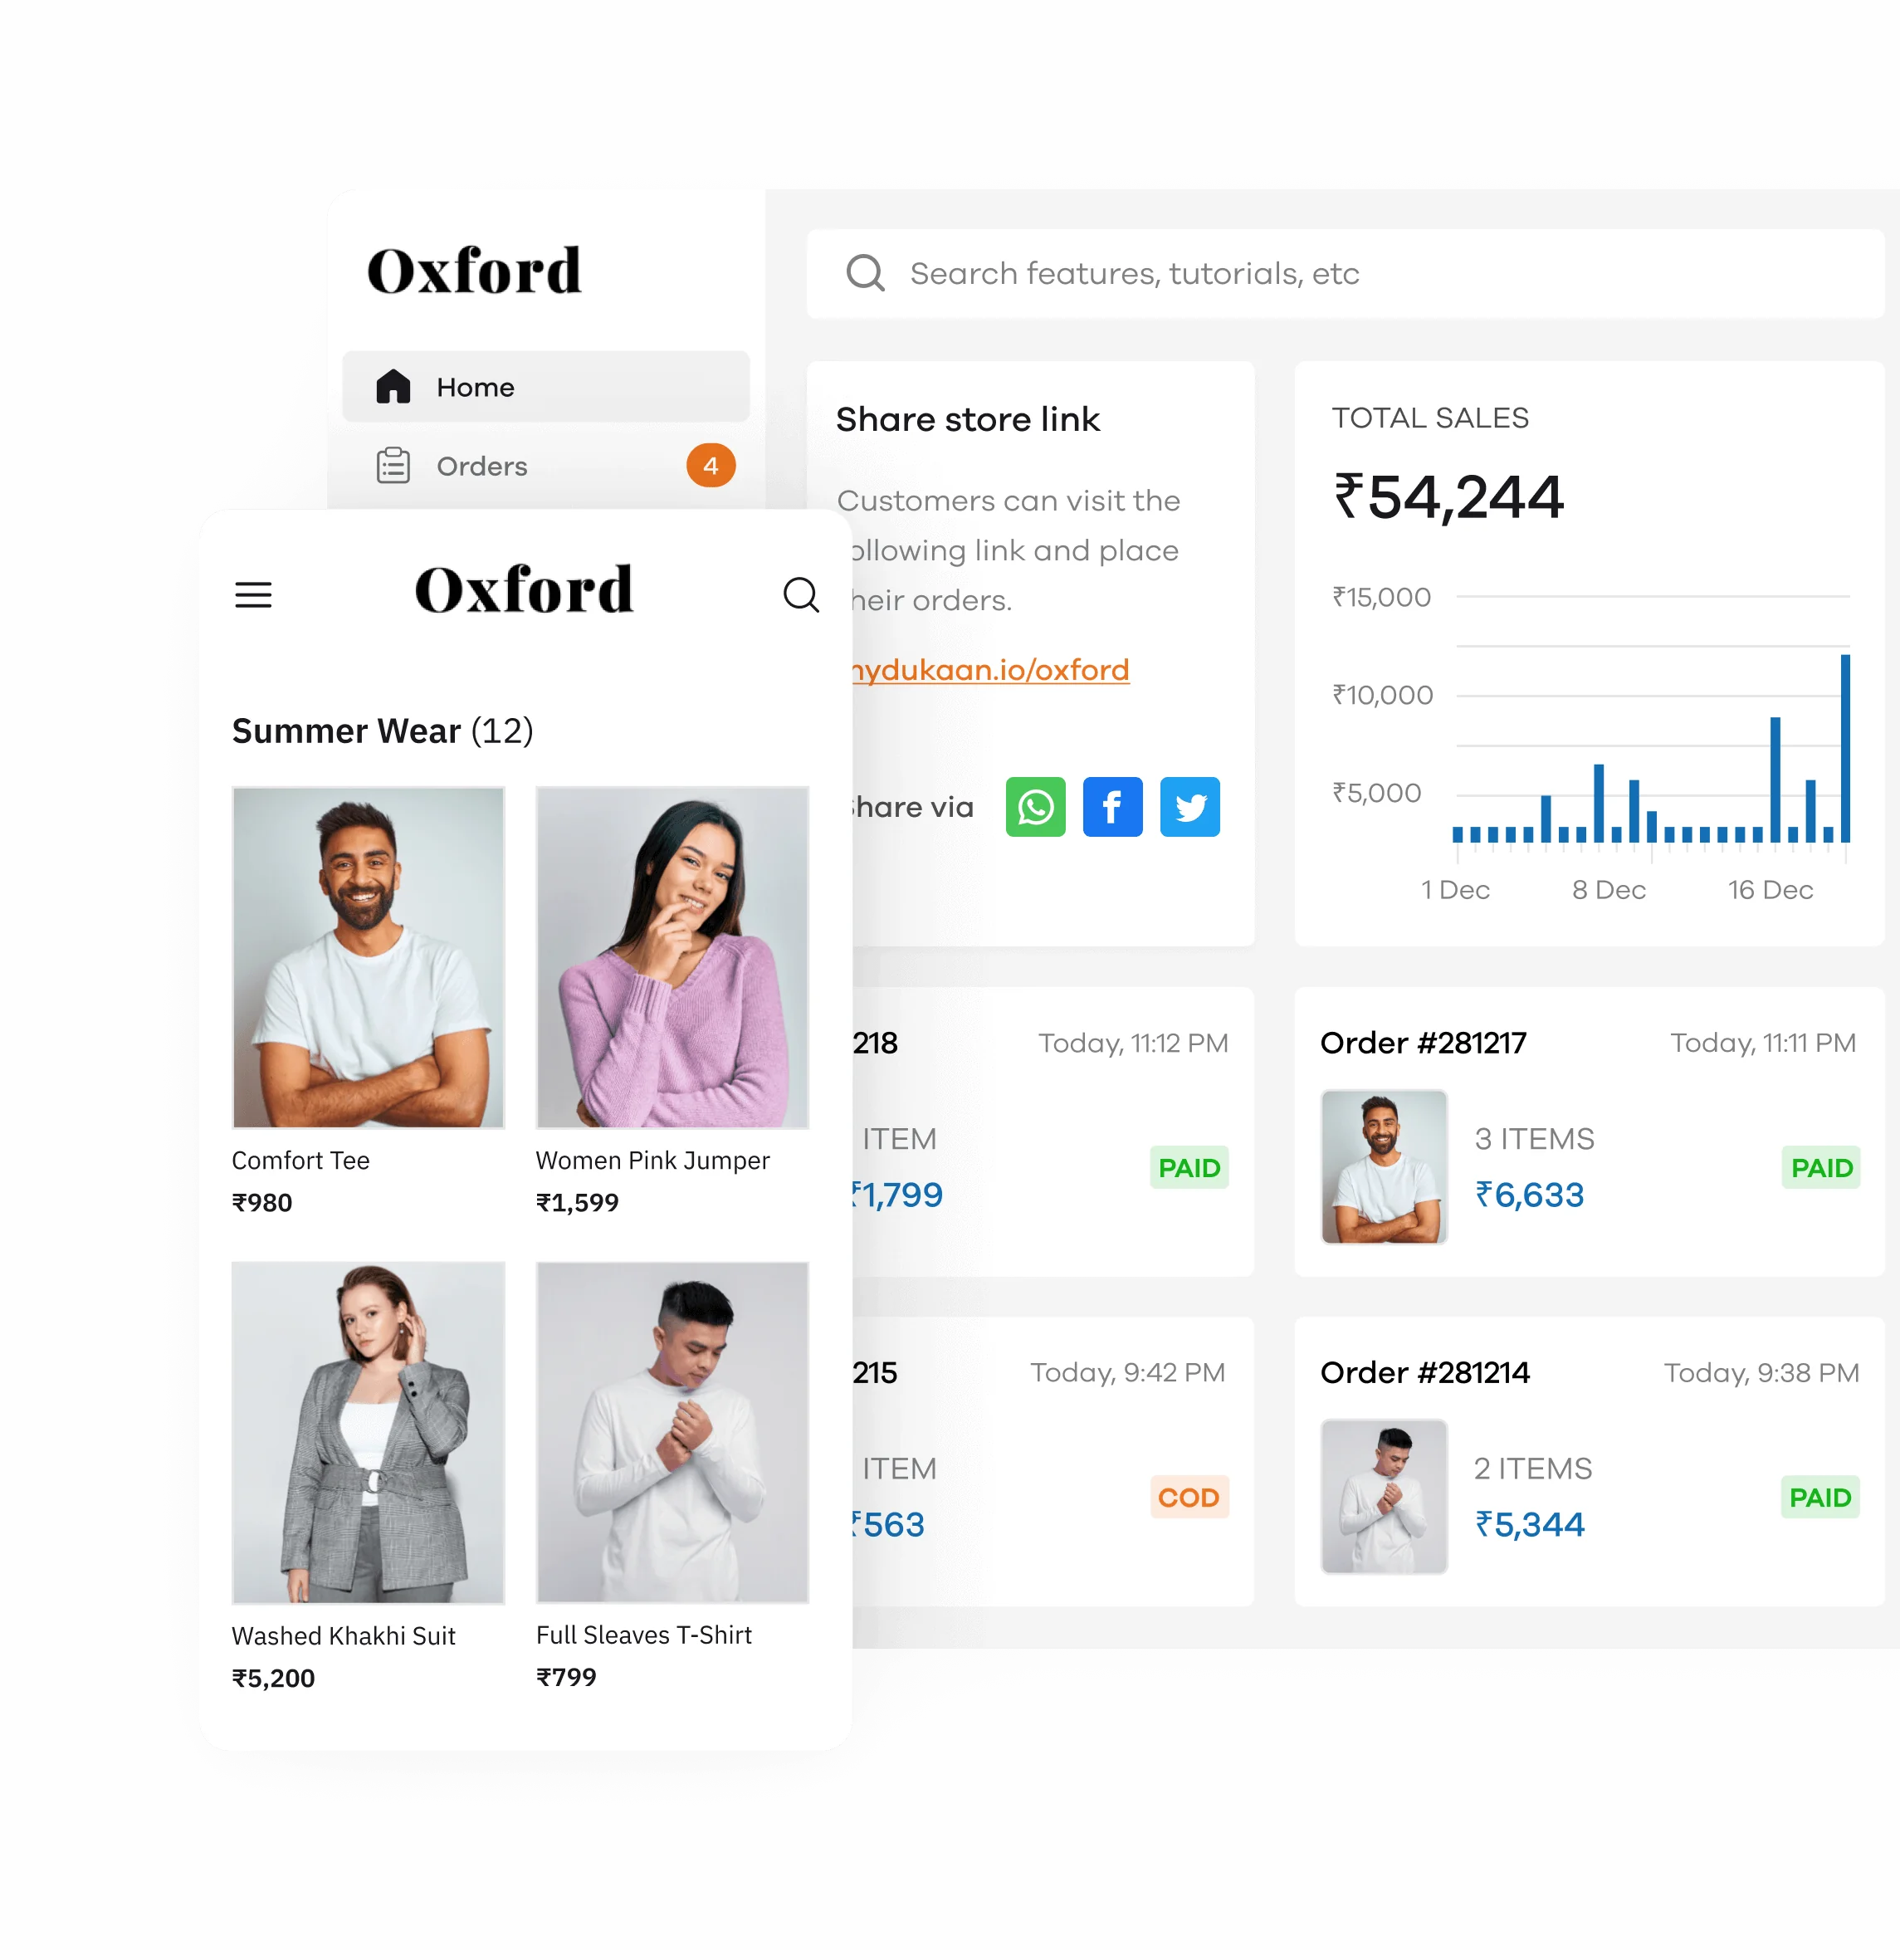 Oxford
Search features, tutorials, etc
Home
Orders
4
Share store link
Customers can visit the
ollowing link and place
heir orders.
mydukaan.io/oxford
hare via
TOTAL SALES
₹54,244
₹15,000
₹10,000
₹5,000
1 Dec
8 Dec
16 Dec
218
Today, 11:12 PM
ITEM
₹1,799
PAID
Order #281217
Today, 11:11 PM
3 ITEMS
₹6,633
PAID
215
Today, 9:42 PM
ITEM
₹563
COD
Order #281214
Today, 9:38 PM
2 ITEMS
₹5,344
PAID
Oxford
Summer Wear (12)
Comfort Tee
₹980
Women Pink Jumper
₹1,599
Washed Khakhi Suit
₹5,200
Full Sleaves T-Shirt
₹799